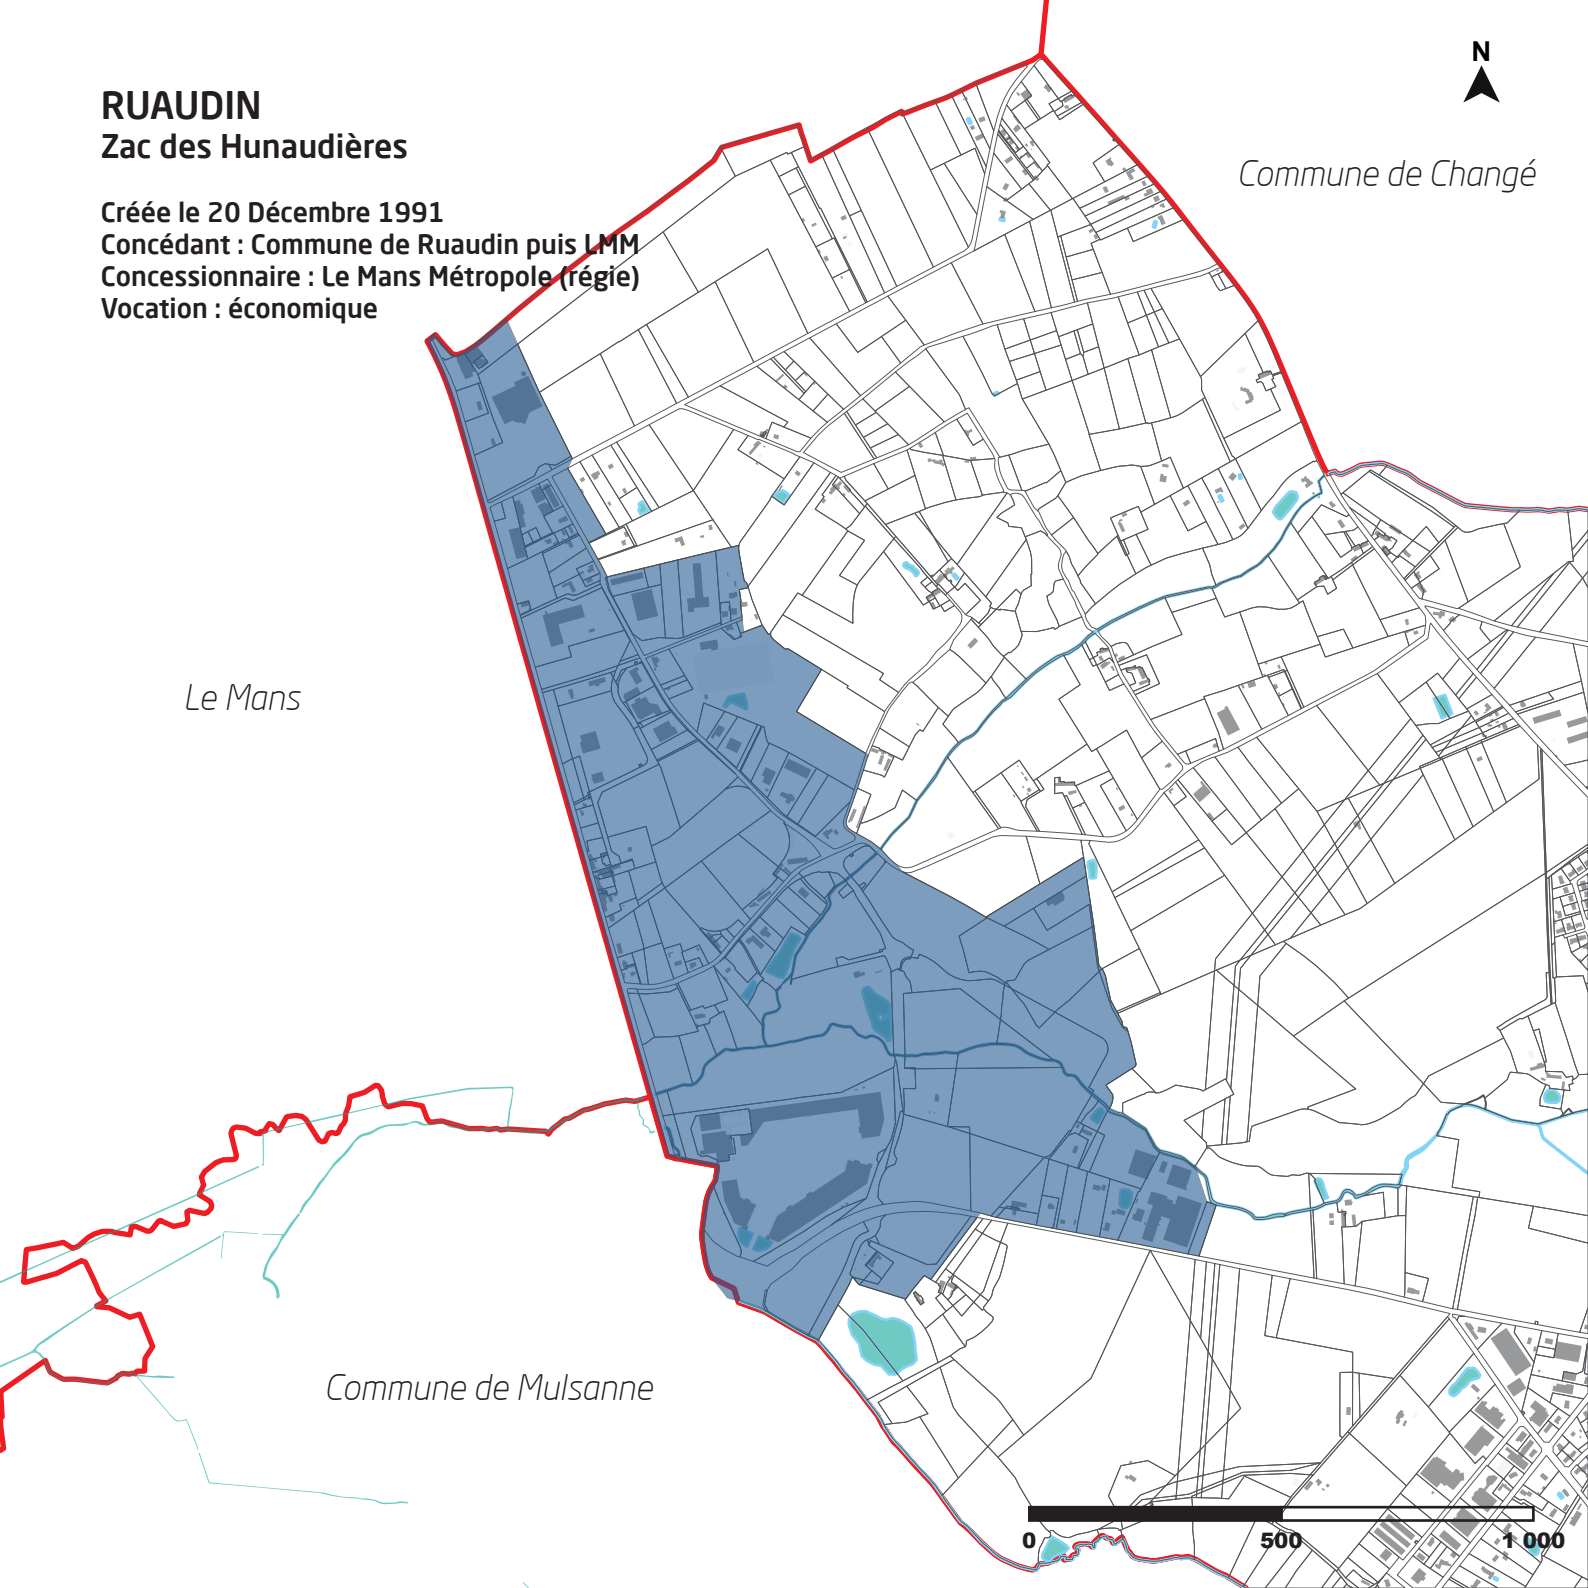 RUAUDIN
Zac des Hunaudières
Créée le 20 Décembre 1991
Concédant : Commune de Ruaudin puis LMM
Concessionnaire : Le Mans Métropole (régie)
Vocation : économique
N
Commune de Changé
Le Mans
Commune de Mulsanne
0 500 1 000